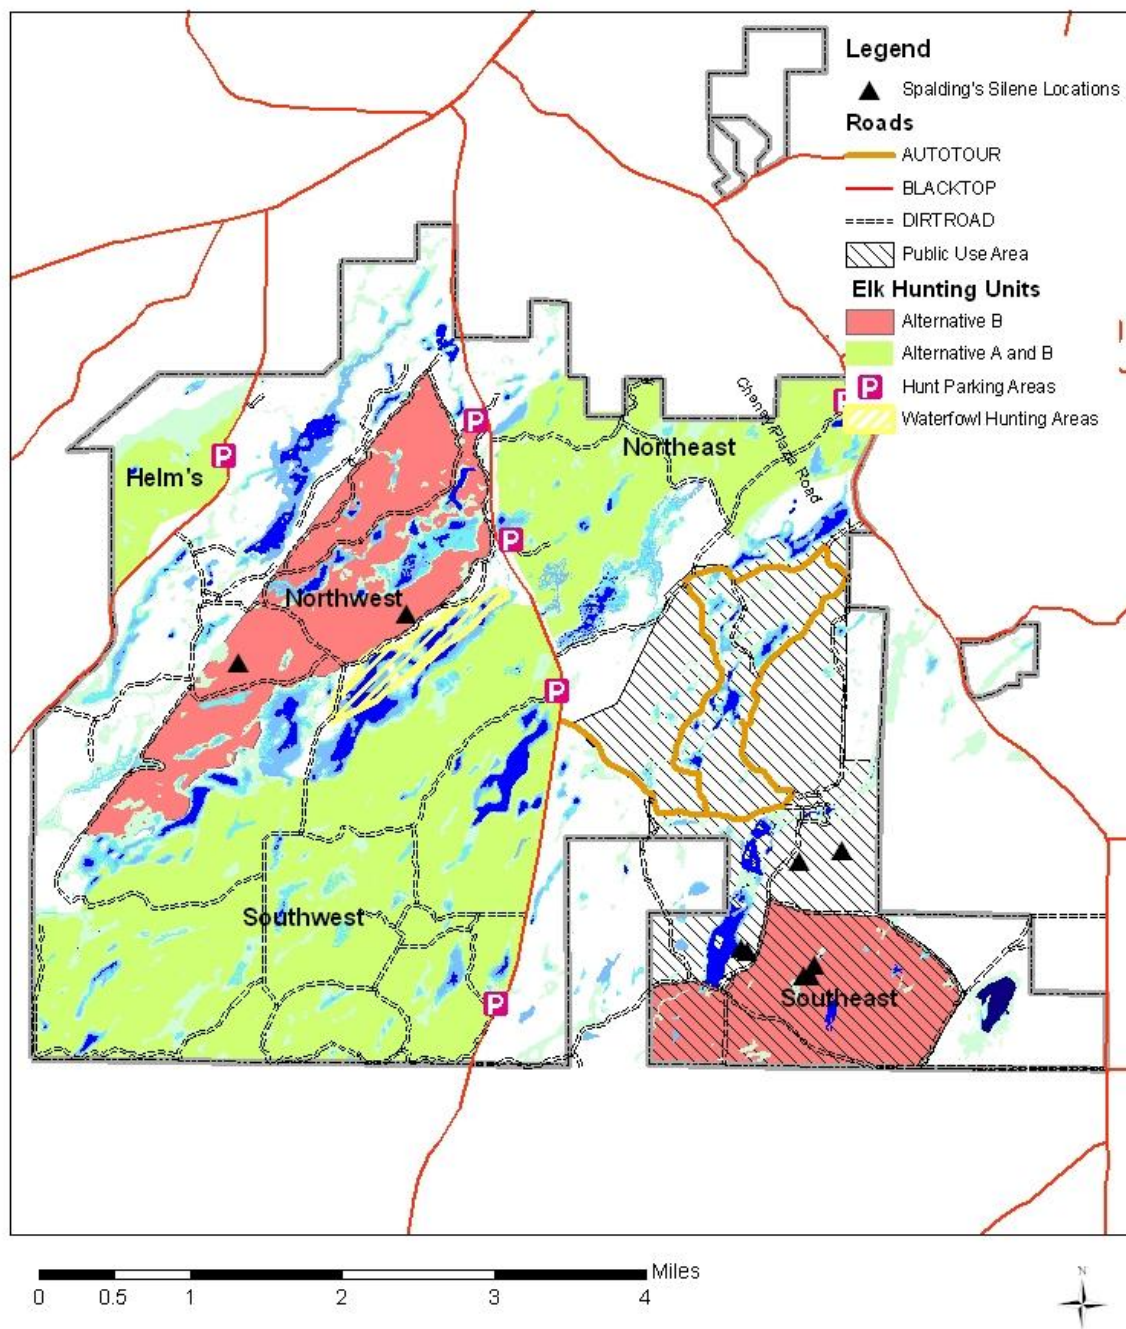 Legend
Spalding's Silene Locations
Roads
AUTOTOUR
BLACKTOP
DIRTROAD
Public Use Area
Elk Hunting Units
Alternative B
Alternative A and B
P Hunt Parking Areas
Waterfowl Hunting Areas
P
Cheney Plaza Road
P
Northeast
P
Helm's
P
Northwest
P
Southwest
Southeast
P
Miles
0 0.5 1 2 3 4
N